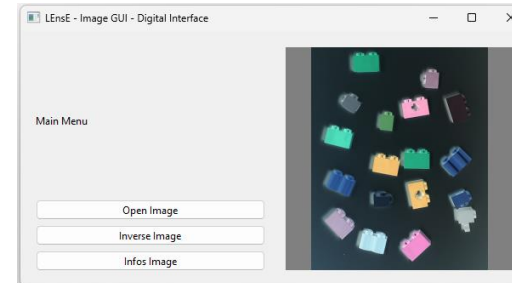 LEnsE - Image GUI - Digital Interface
Main Menu
Open Image
Inverse Image
Infos Image